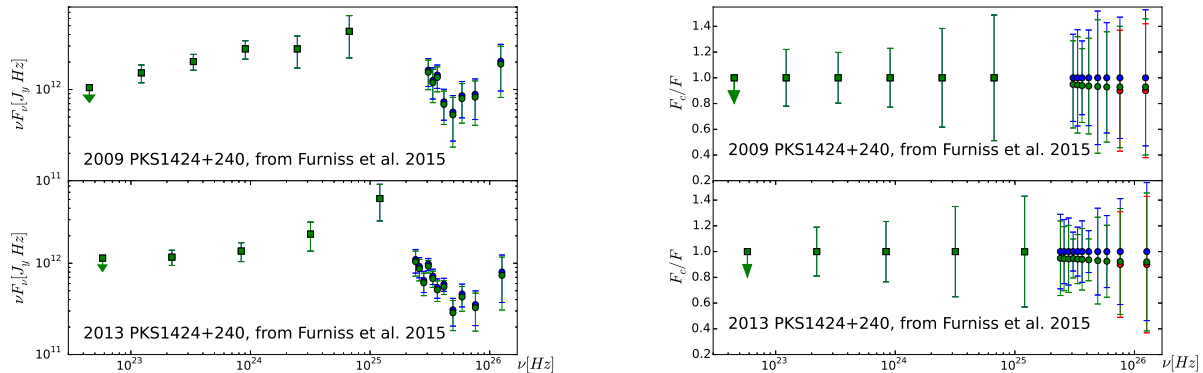 νF_ν[J_y Hz]
10^12
2009 PKS1424+240, from Furniss et al. 2015
10^11
νF_ν[J_y Hz]
10^12
2013 PKS1424+240, from Furniss et al. 2015
10^11
10^23 10^24 10^25 10^26 ν[Hz]
F_c/F
1.4
1.2
1.0
0.8
0.6
0.4
2009 PKS1424+240, from Furniss et al. 2015
0.2
F_c/F
1.4
1.2
1.0
0.8
0.6
0.4
2013 PKS1424+240, from Furniss et al. 2015
0.2
10^23 10^24 10^25 10^26 ν[Hz]